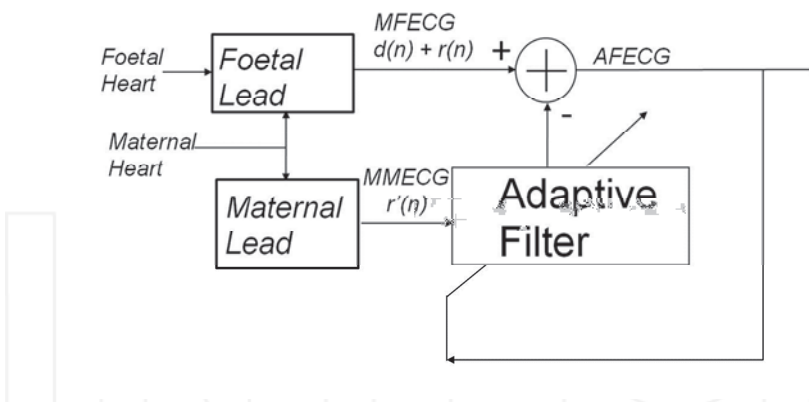 MFECG
d(n) + r(n)
+
AFECG
Foetal
Heart
Foetal
Lead
-
Maternal
Heart
MMECG
r'(n)
Maternal
Lead
Adaptive
Filter